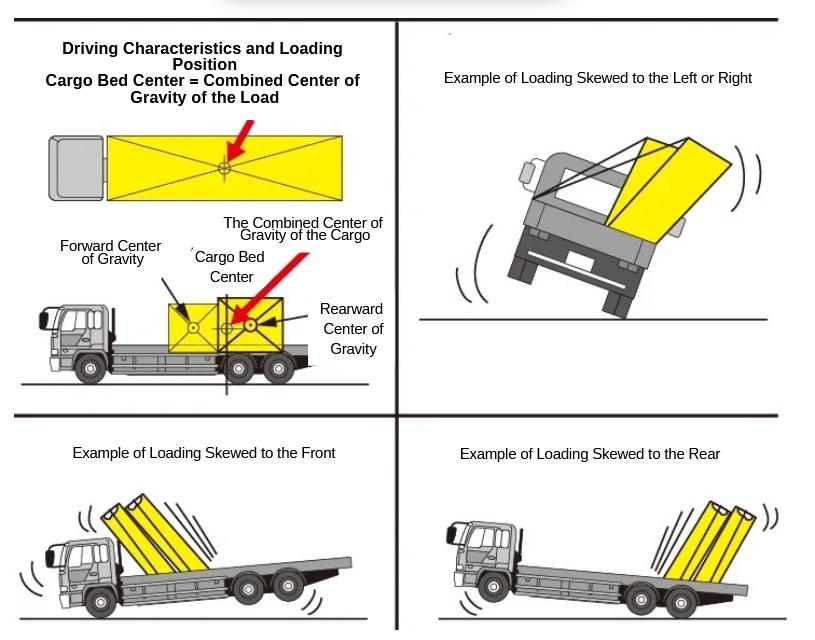 Driving Characteristics and Loading
Position
Cargo Bed Center = Combined Center of
Gravity of the Load
Example of Loading Skewed to the Left or Right
The Combined Center of
Gravity of the Cargo
Forward Center
of Gravity
Cargo Bed
Center
Rearward
Center of
Gravity
Example of Loading Skewed to the Front
Example of Loading Skewed to the Rear